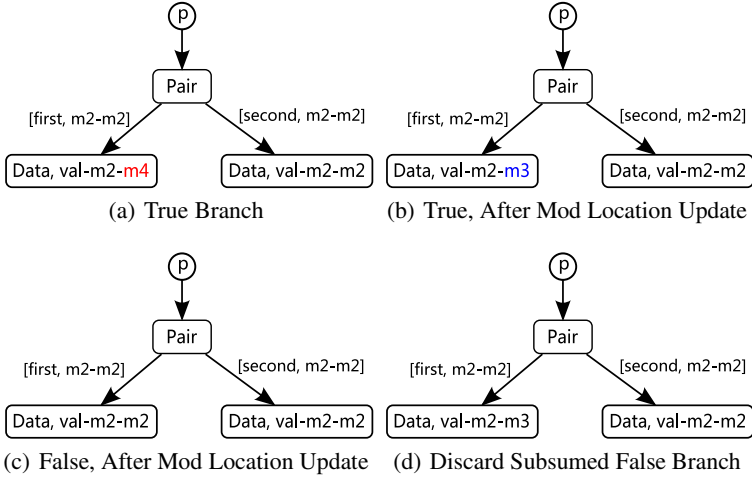 p
p
Pair
Pair
[first, m2-m2]
[second, m2-m2]
[first, m2-m2]
[second, m2-m2]
Data, val-m2-m4
Data, val-m2-m2
Data, val-m2-m3
Data, val-m2-m2
(a) True Branch
(b) True, After Mod Location Update
p
p
Pair
Pair
[first, m2-m2]
[second, m2-m2]
[first, m2-m2]
[second, m2-m2]
Data, val-m2-m2
Data, val-m2-m2
Data, val-m2-m3
Data, val-m2-m2
(c) False, After Mod Location Update
(d) Discard Subsumed False Branch